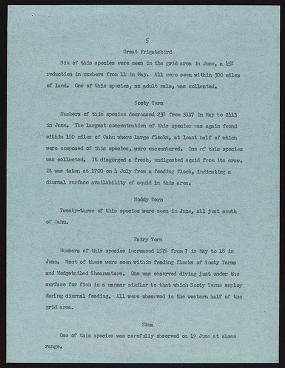 5
Great Frigatebird
Six of this species were seen in the grid area in June, a 45%
reduction in numbers from 11 in May. All were seen within 300 miles
of land. One of this species, an adult male, was collected.
Sooty Tern
Numbers of this species decreased 23% from 3117 in May to 2413
in June. The largest concentration of this species was again found
within 150 miles of Oahu where large flocks, at least half of which
were composed of this species, were encountered. One of this species
was collected. It disgorged a fresh, undigested squid from its craw.
It was taken at 1700 on 4 July from a feeding flock, indicating a
diurnal surface availability of squid in this area.
Noddy Tern
Twenty-three of this species were seen in June, all just south
of Oahu.
Fairy Tern
Numbers of this species increased 157% from 7 in May to 18 in
June. Most of these were seen within feeding flocks of Sooty Terns
and Wedgetailed Shearwaters. One was observed diving just under the
surface for fish in a manner similar to that which Sooty Terns employ
during diurnal feeding. All were observed in the western half of the
grid area.
Skua
One of this species was carefully observed on 19 June at close
range.